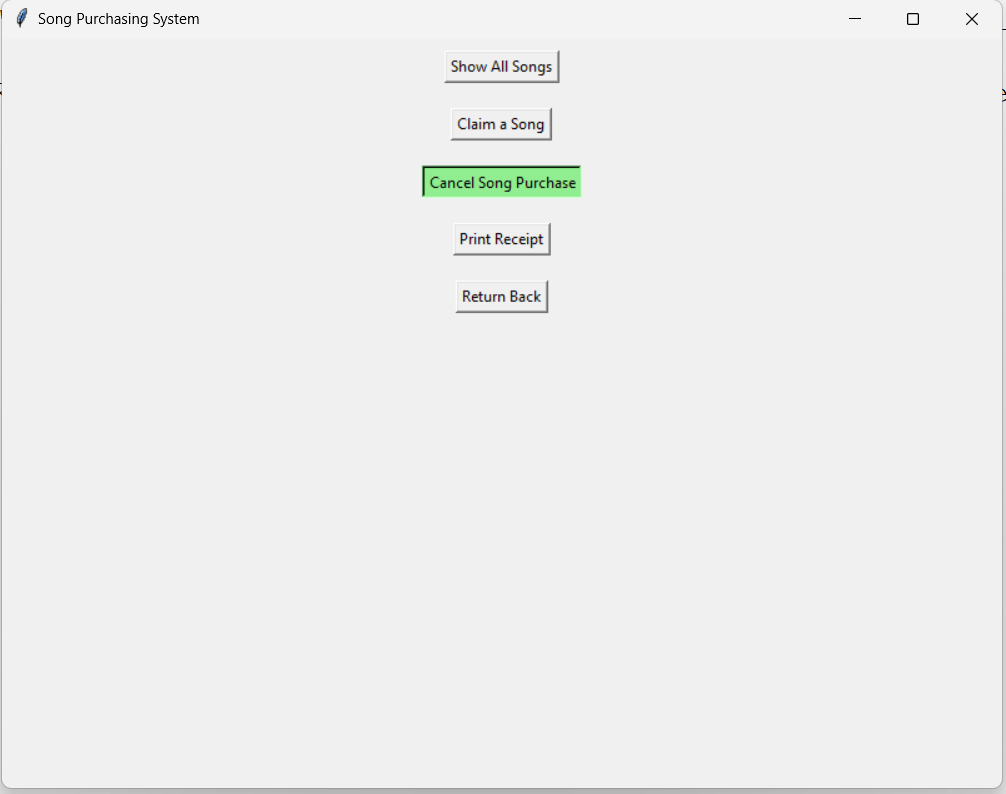 Song Purchasing System
Show All Songs
Claim a Song
Cancel Song Purchase
Print Receipt
Return Back